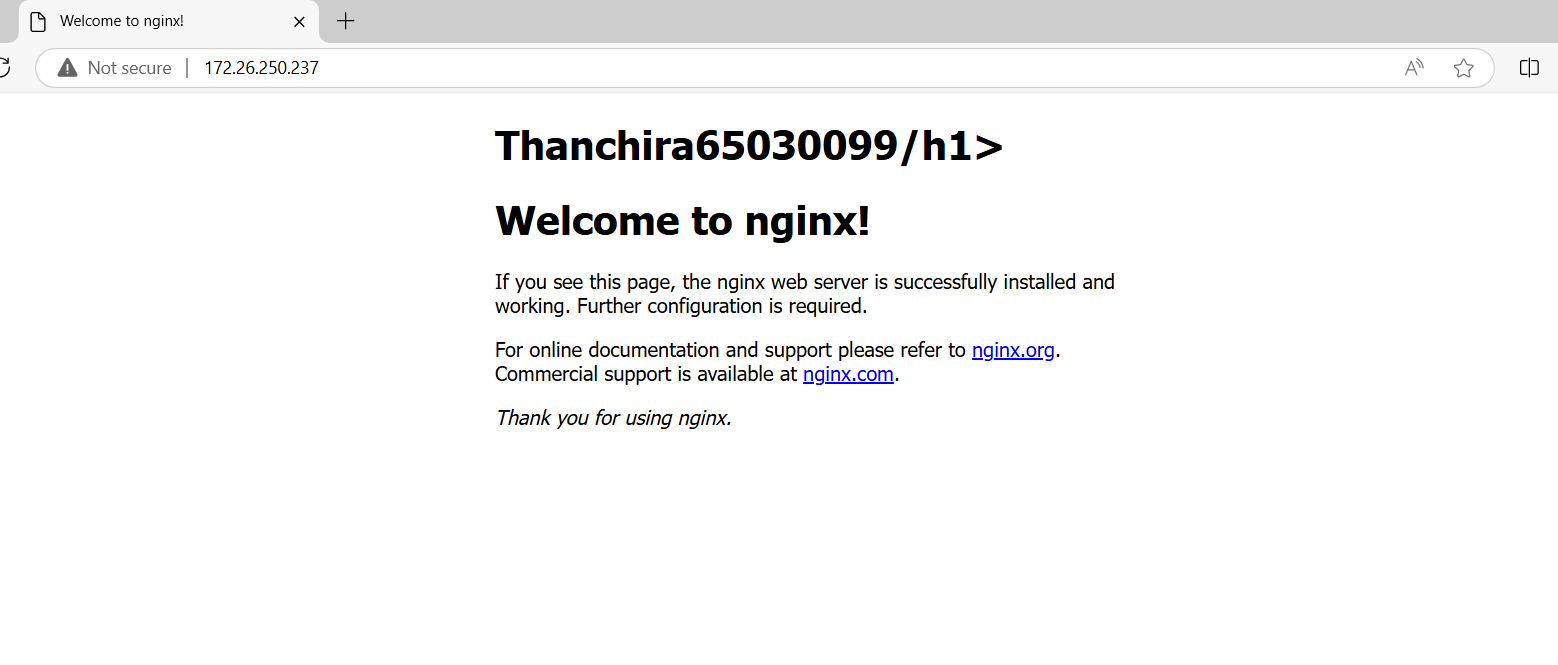 Welcome to nginx!
Not secure | 172.26.250.237
Thanchira65030099/h1>
Welcome to nginx!
If you see this page, the nginx web server is successfully installed and
working. Further configuration is required.
For online documentation and support please refer to nginx.org.
Commercial support is available at nginx.com.
Thank you for using nginx.